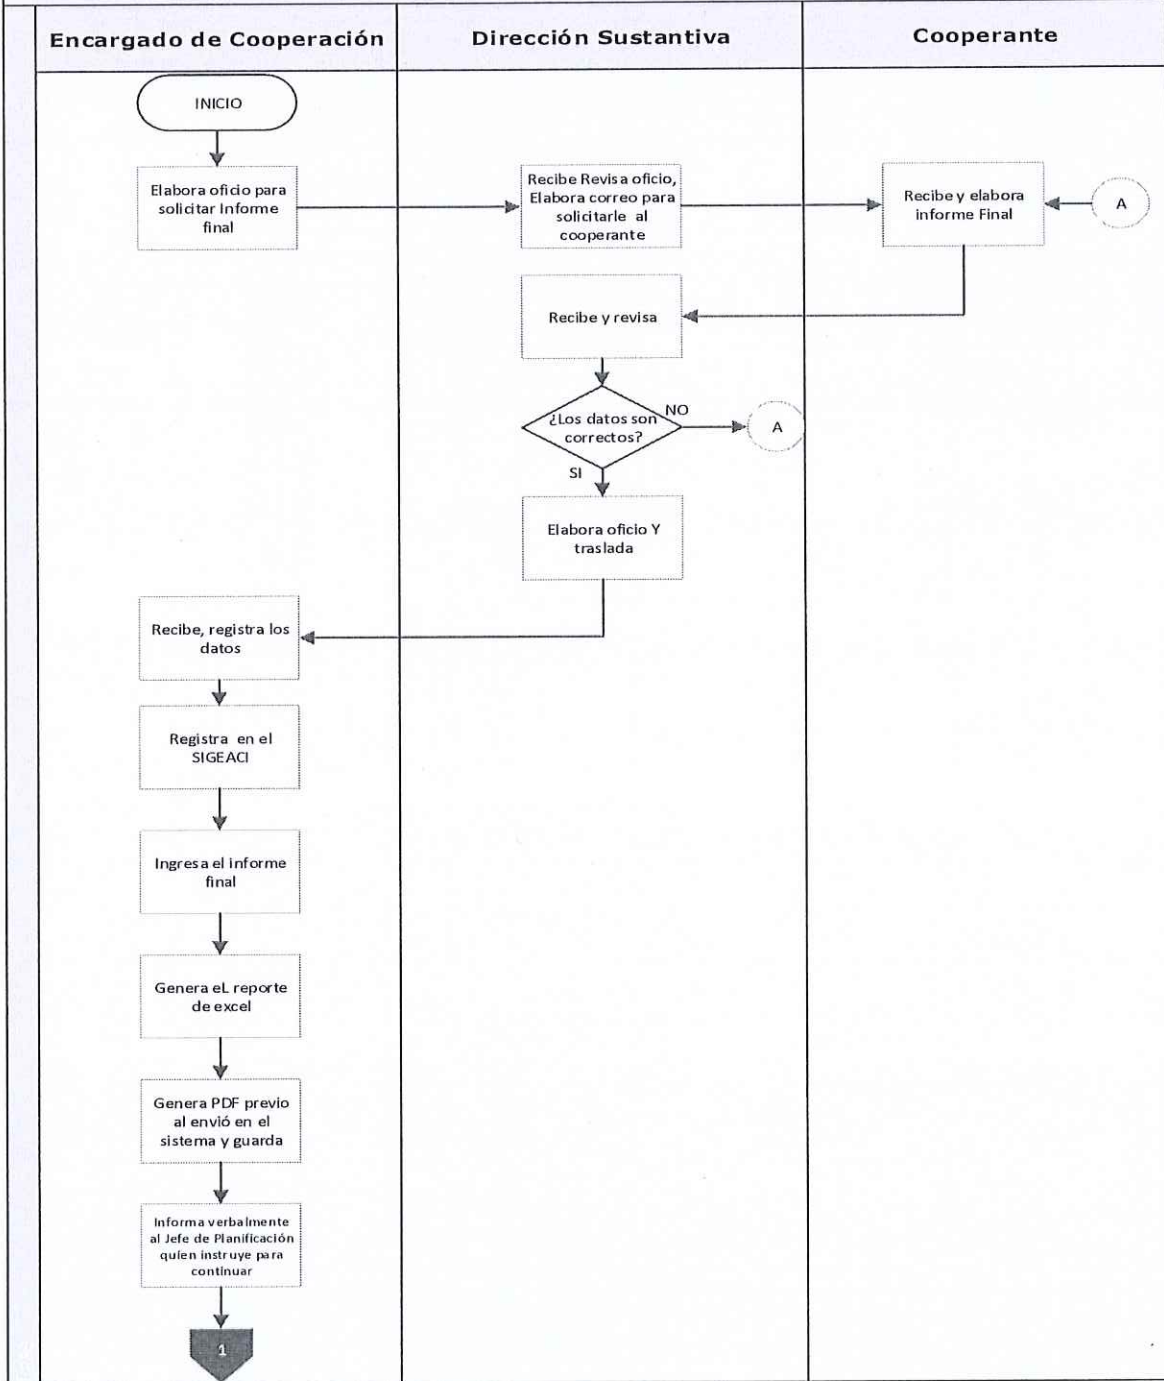 Encargado de Cooperación
Dirección Sustantiva
Cooperante
INICIO
Elabora oficio para
solicitar Informe
final
Recibe Revisa oficio,
Elabora correo para
solicitarle al
cooperante
Recibe y elabora
informe Final
A
Recibe y revisa
¿Los datos son
correctos?
NO
A
SI
Elabora oficio Y
traslada
Recibe, registra los
datos
Registra en el
SIGEACI
Ingresa el informe
final
Genera eL reporte
de excel
Genera PDF previo
al envió en el
sistema y guarda
Informa verbalmente
al Jefe de Planificación
quien instruye para
continuar
1